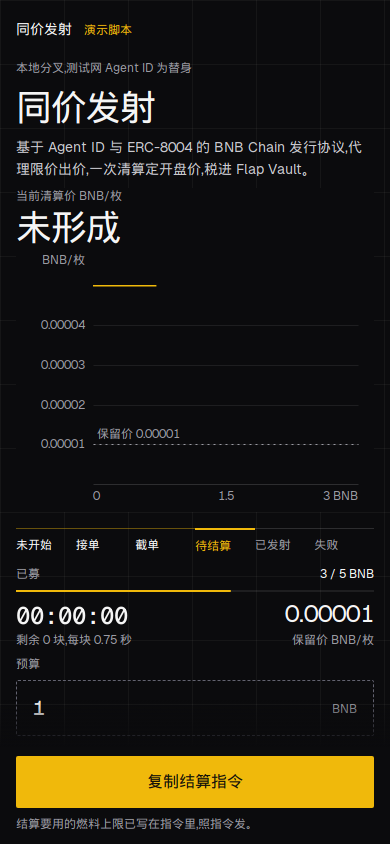 同价发射 演示脚本
本地分叉,测试网 Agent ID 为替身
同价发射
基于 Agent ID 与 ERC-8004 的 BNB Chain 发行协议,代
理限价出价,一次清算定开盘价,税进 Flap Vault。
当前清算价 BNB/枚
未形成
BNB/枚
0.00004
0.00003
0.00002
保留价 0.00001
0.00001
0 1.5 3 BNB
未开始 接单 截单 待结算 已发射 失败
已募 3 / 5 BNB
00:00:00 0.00001
剩余 0 块,每块 0.75 秒 保留价 BNB/枚
预算
1 BNB
复制结算指令
结算要用的燃料上限已写在指令里,照指令发。